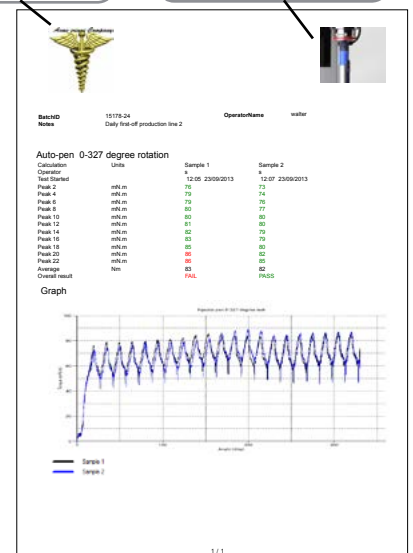 BatchID 15178-24 OperatorName walter
Notes Daily first-off production line 2
Auto-pen 0-327 degree rotation
Calculation Units Sample 1 Sample 2
Operator s s
Test Started 12:05 23/09/2013 12:07 23/09/2013
Peak 2 mN.m 76 73
Peak 4 mN.m 79 74
Peak 6 mN.m 79 76
Peak 8 mN.m 80 77
Peak 10 mN.m 80 80
Peak 12 mN.m 81 80
Peak 14 mN.m 82 79
Peak 16 mN.m 83 79
Peak 18 mN.m 85 80
Peak 20 mN.m 86 82
Peak 22 mN.m 86 85
Average Nm 83 82
Overall result FAIL PASS
Graph
Sample 1
Sample 2
1 / 1